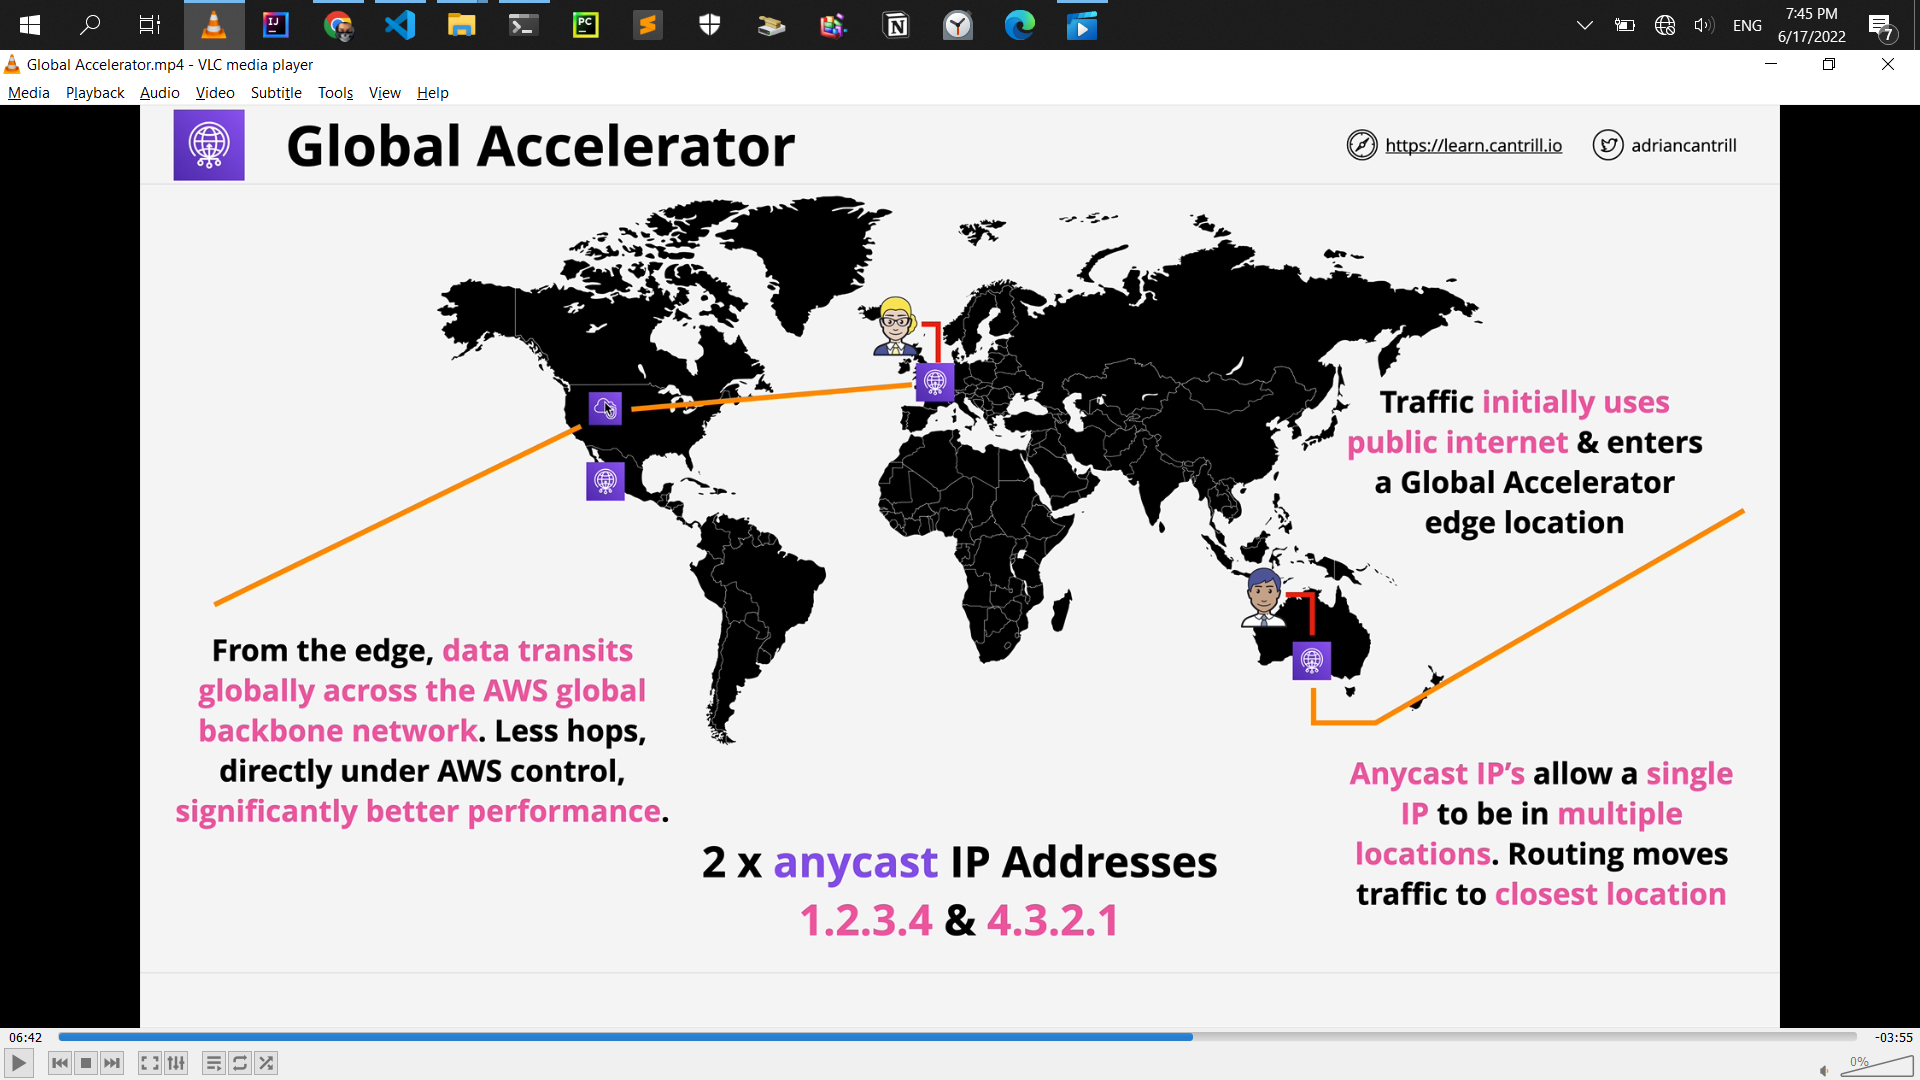 IJ
PC
N
ENG
7:45 PM
6/17/2022
7
Global Accelerator.mp4 - VLC media player
Media Playback Audio Video Subtitle Tools View Help
Global Accelerator
https://learn.cantrill.io
adriancantrill
Traffic initially uses
public internet & enters
a Global Accelerator
edge location
From the edge, data transits
globally across the AWS global
backbone network. Less hops,
directly under AWS control,
significantly better performance.
Anycast IP's allow a single
IP to be in multiple
locations. Routing moves
traffic to closest location
2 x anycast IP Addresses
1.2.3.4 & 4.3.2.1
06:42
-03:55
0%